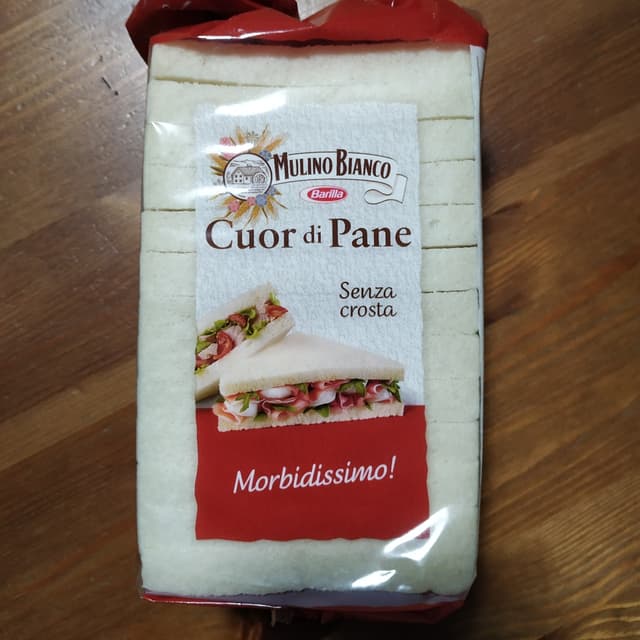 MULINO BIANCO
Barilla
Cuor di Pane
Senza
crosta
Morbidissimo!